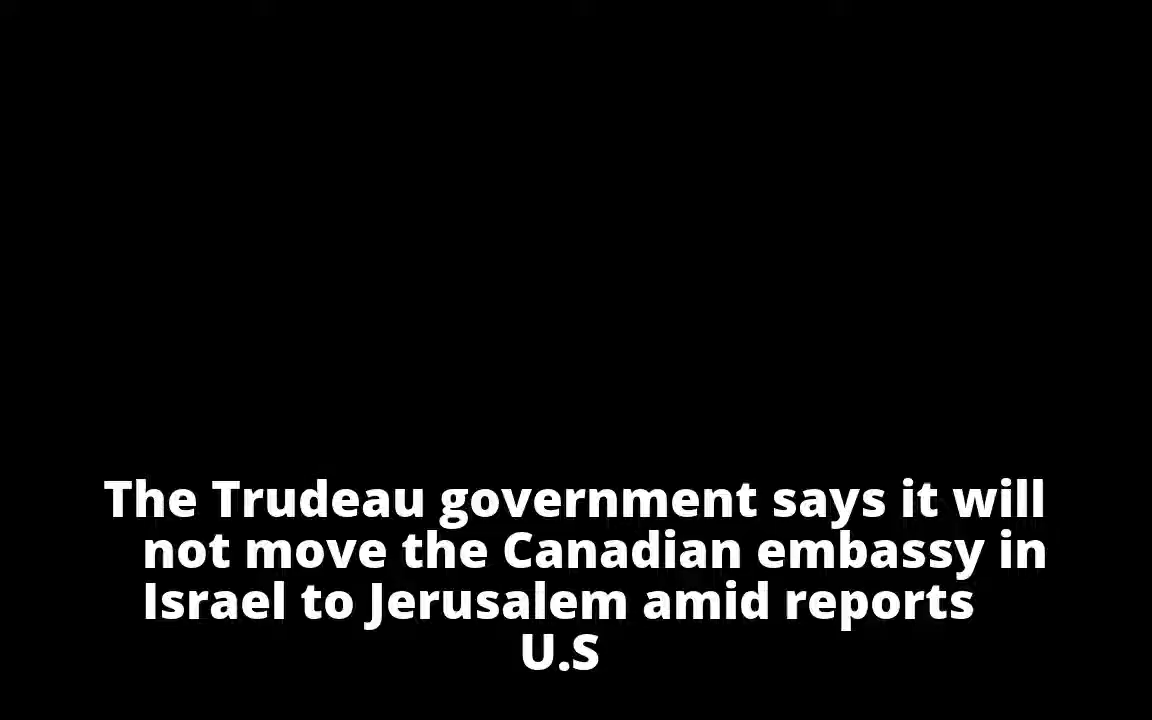 The Trudeau government says it will
not move the Canadian embassy in
Israel to Jerusalem amid reports
U.S